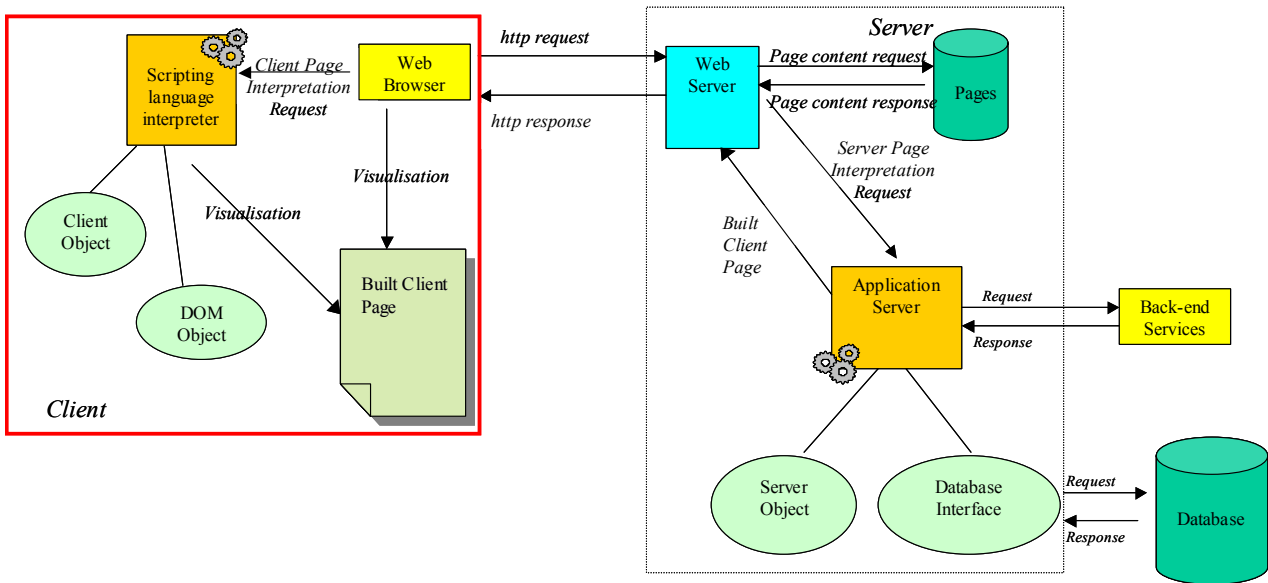 Scripting
language
interpreter
Client Page
Interpretation
Request
Web
Browser
Visualisation
Visualisation
Client
Object
DOM
Object
Built Client
Page
Client
http request
http response
Server
Web
Server
Page content request
Page content response
Pages
Server Page
Interpretation
Request
Built
Client
Page
Application
Server
Request
Response
Back-end
Services
Server
Object
Database
Interface
Request
Response
Database